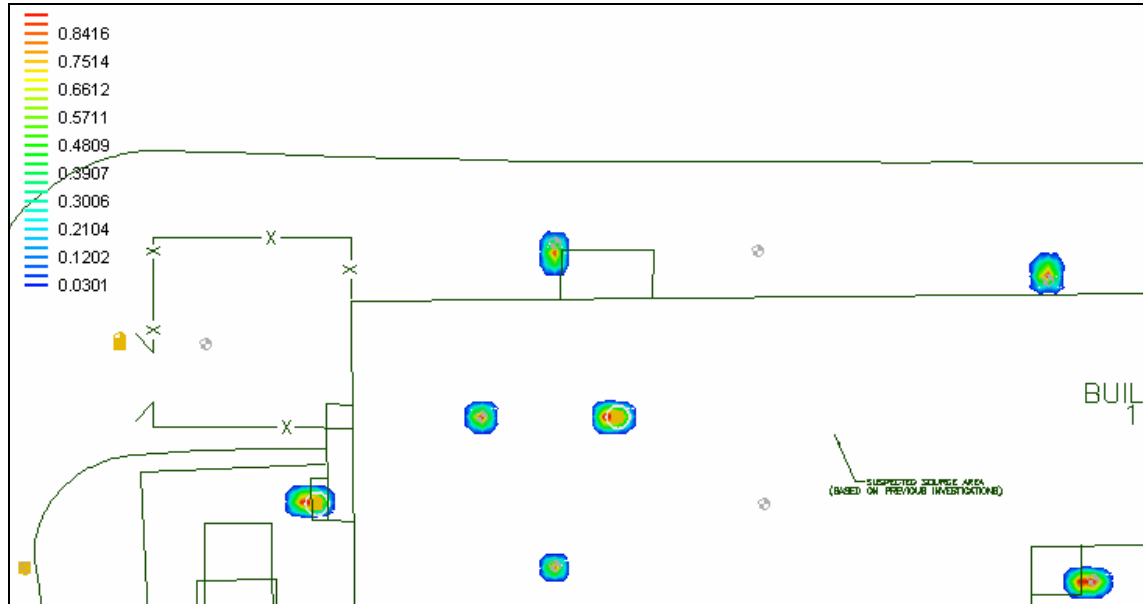 0.8416
0.7514
0.6612
0.5711
0.4809
0.3907
0.3006
0.2104
0.1202
0.0301
X
X
X
X
X
BUIL
1
SUSPECTED SOURCE AREA
(BASED ON PREVIOUS INVESTIGATIONS)